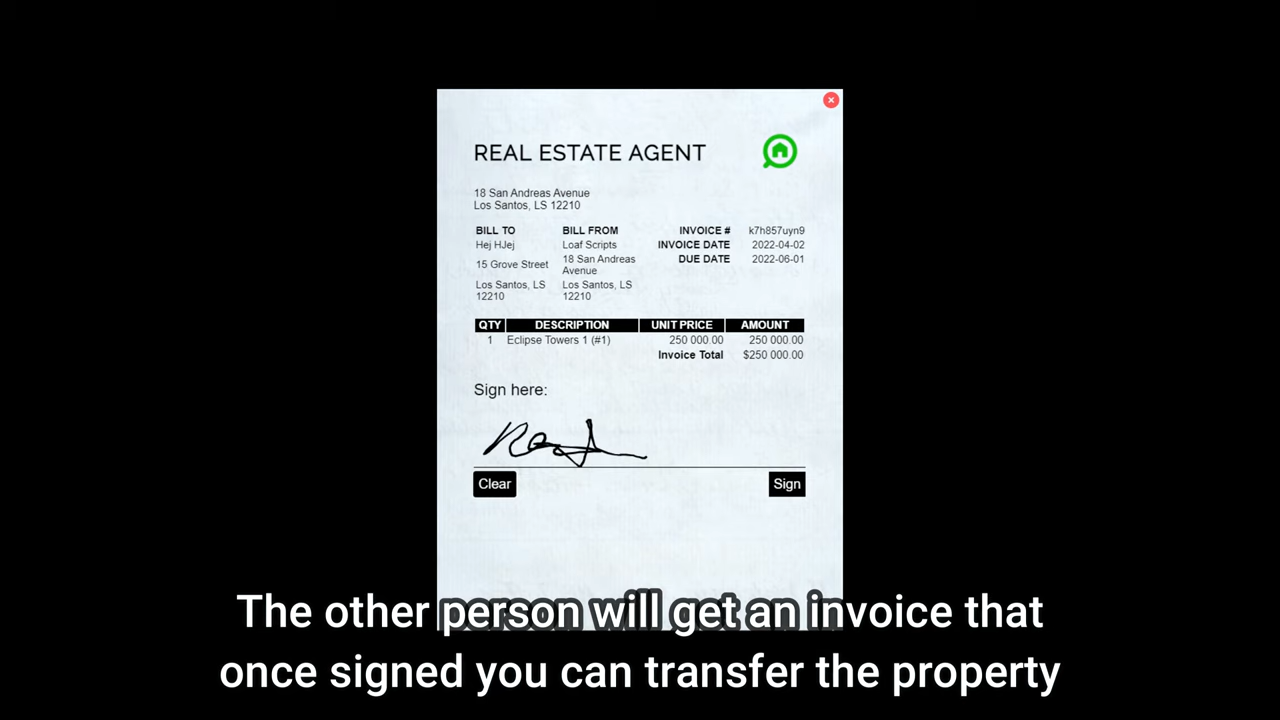 REAL ESTATE AGENT
18 San Andreas Avenue
Los Santos, LS 12210
BILL TO BILL FROM INVOICE # k7h857uyn9
Hej HJej Loaf Scripts INVOICE DATE 2022-04-02
15 Grove Street 18 San Andreas Avenue DUE DATE 2022-06-01
Los Santos, LS 12210 Los Santos, LS 12210
QTY DESCRIPTION UNIT PRICE AMOUNT
1 Eclipse Towers 1 (#1) 250 000.00 250 000.00
Invoice Total $250 000.00
Sign here:
Clear Sign
The other person will get an invoice that
once signed you can transfer the property